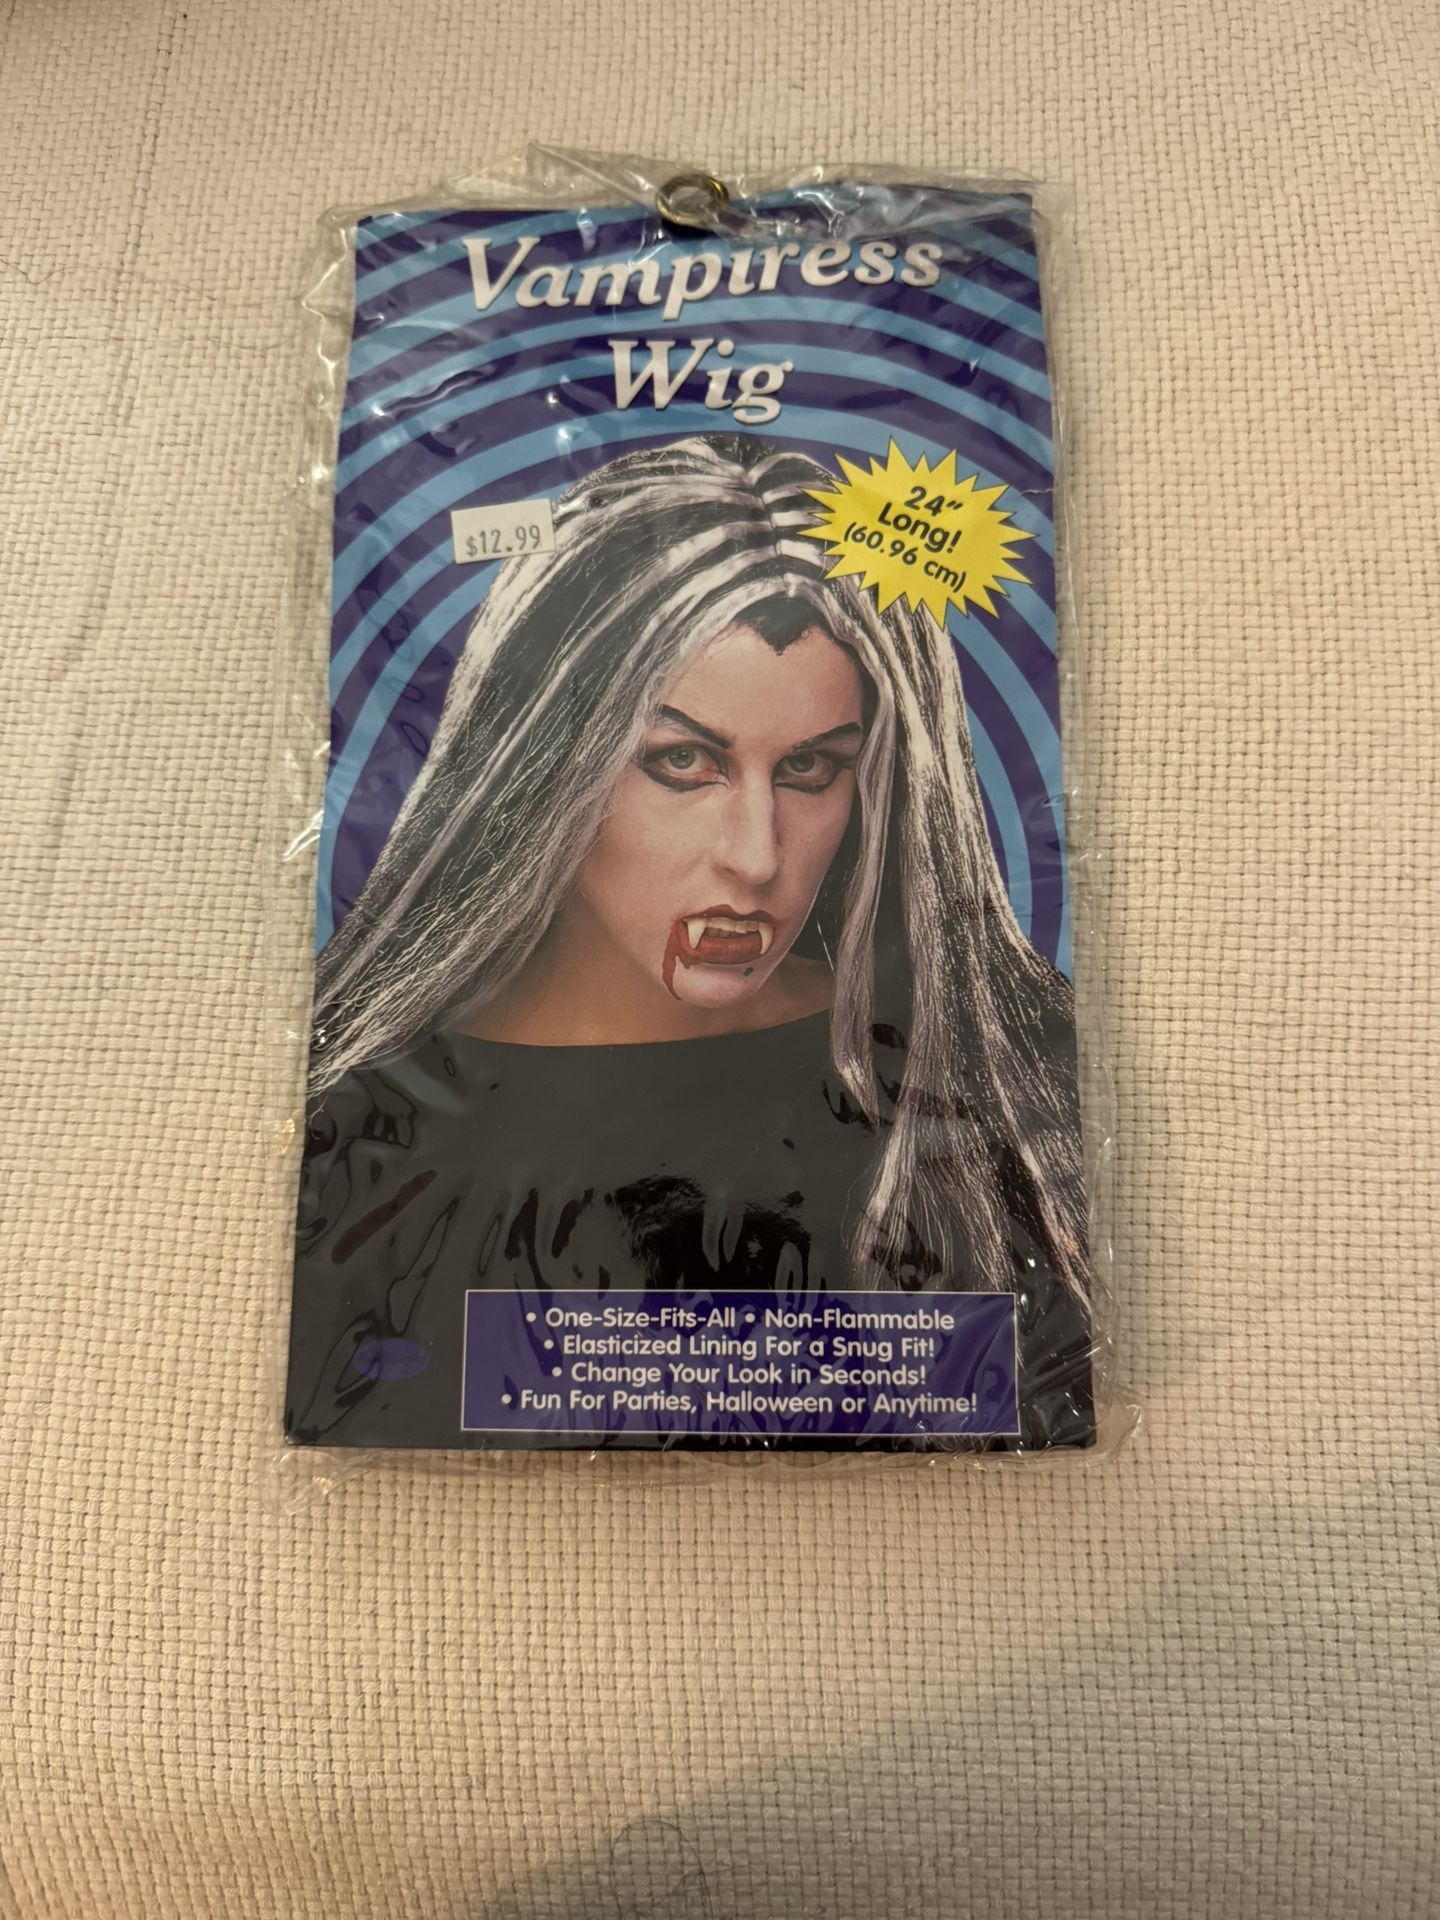 Vampiress
Wig
$12.99
24"
Long!
(60.96 cm)
• One-Size-Fits-All • Non-Flammable
• Elasticized Lining For a Snug Fit!
• Change Your Look in Seconds!
• Fun For Parties, Halloween or Anytime!